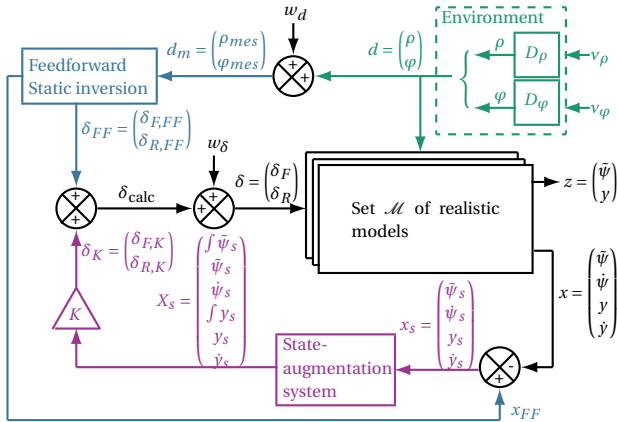 w_d
Environment
d_m = (ρ_mes
φ_mes)
d = (ρ
φ)
ρ
D_ρ
ν_ρ
φ
D_φ
ν_φ
Feedforward
Static inversion
+
+
δ_FF = (δ_F,FF
δ_R,FF)
w_δ
δ_calc
+
+
+
+
δ = (δ_F
δ_R)
Set ℳ of realistic
models
z = (ψ̃
y)
δ_K = (δ_F,K
δ_R,K)
X_s = (∫ψ̃_s
ψ̃_s
ψ̇_s
∫y_s
y_s
ẏ_s)
x = (ψ̃
ψ̇
y
ẏ)
K
x_s = (ψ̃_s
ψ̇_s
y_s
ẏ_s)
State-
augmentation
system
-
+
x_FF